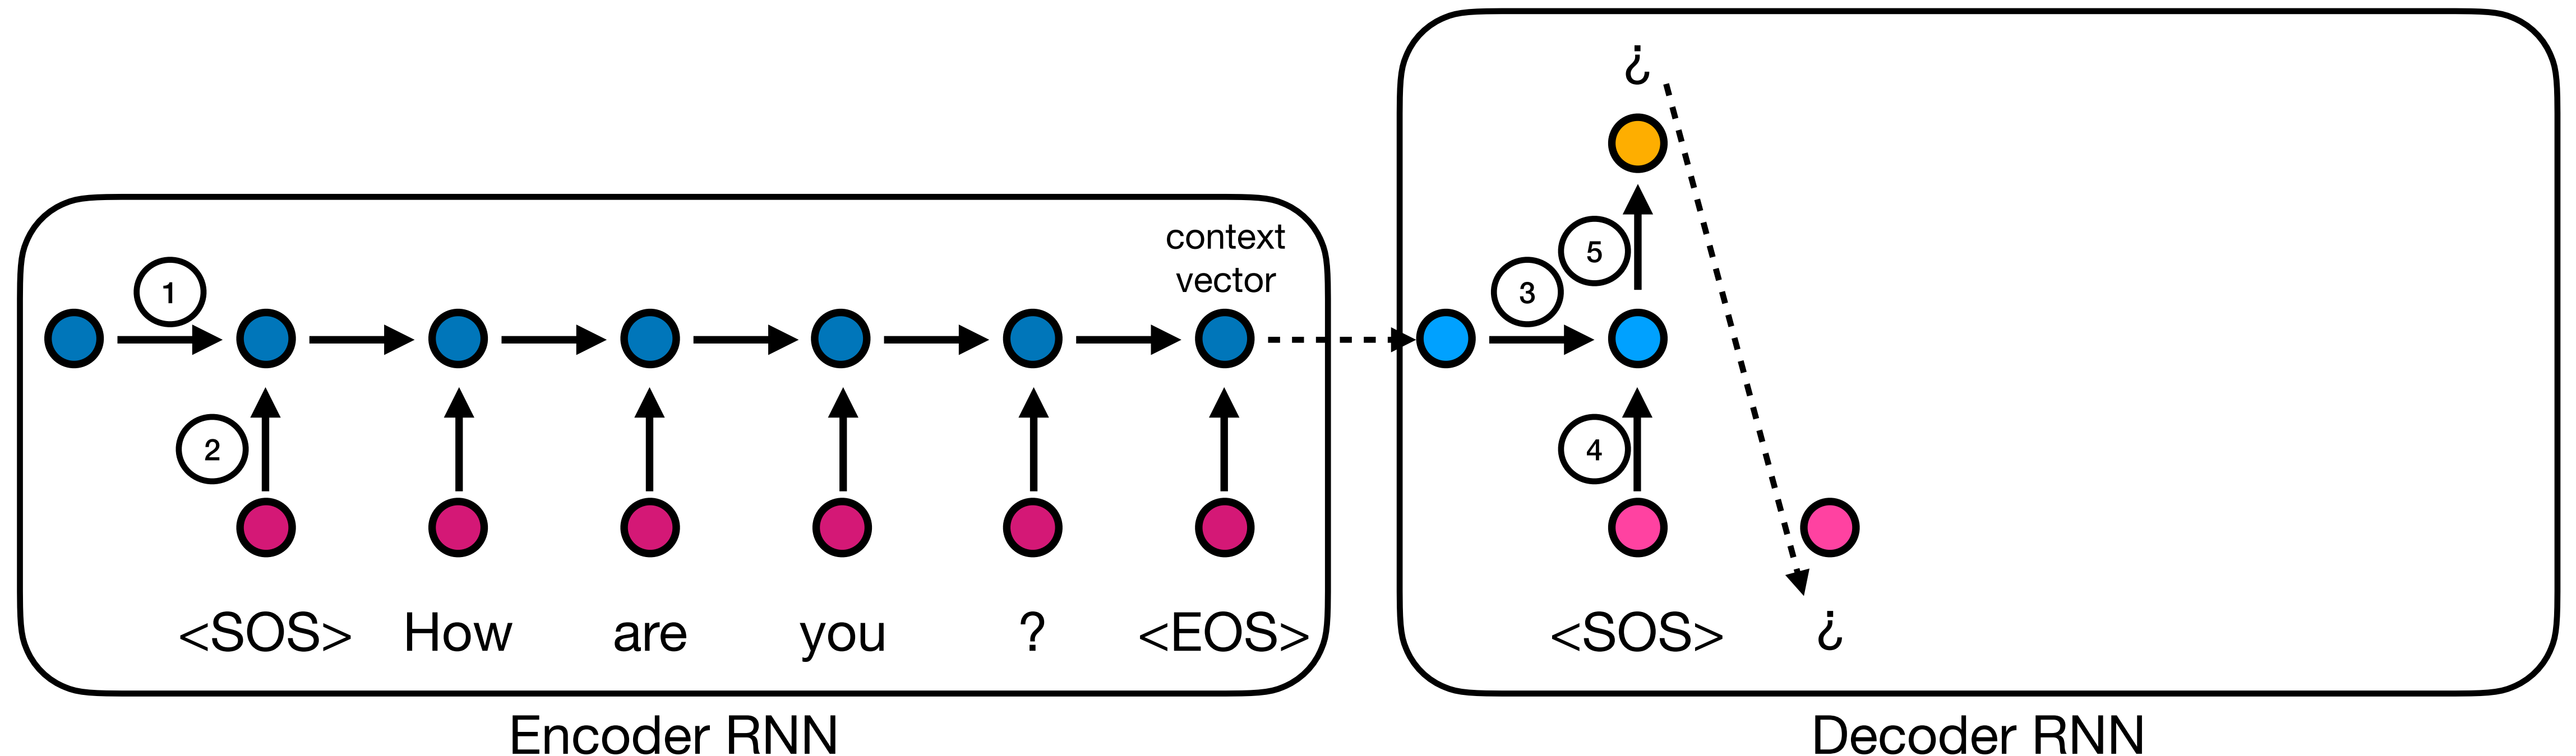 ¿
context
vector
1
5
3
2
4
<SOS> How are you ? <EOS>
<SOS> ¿
Encoder RNN
Decoder RNN